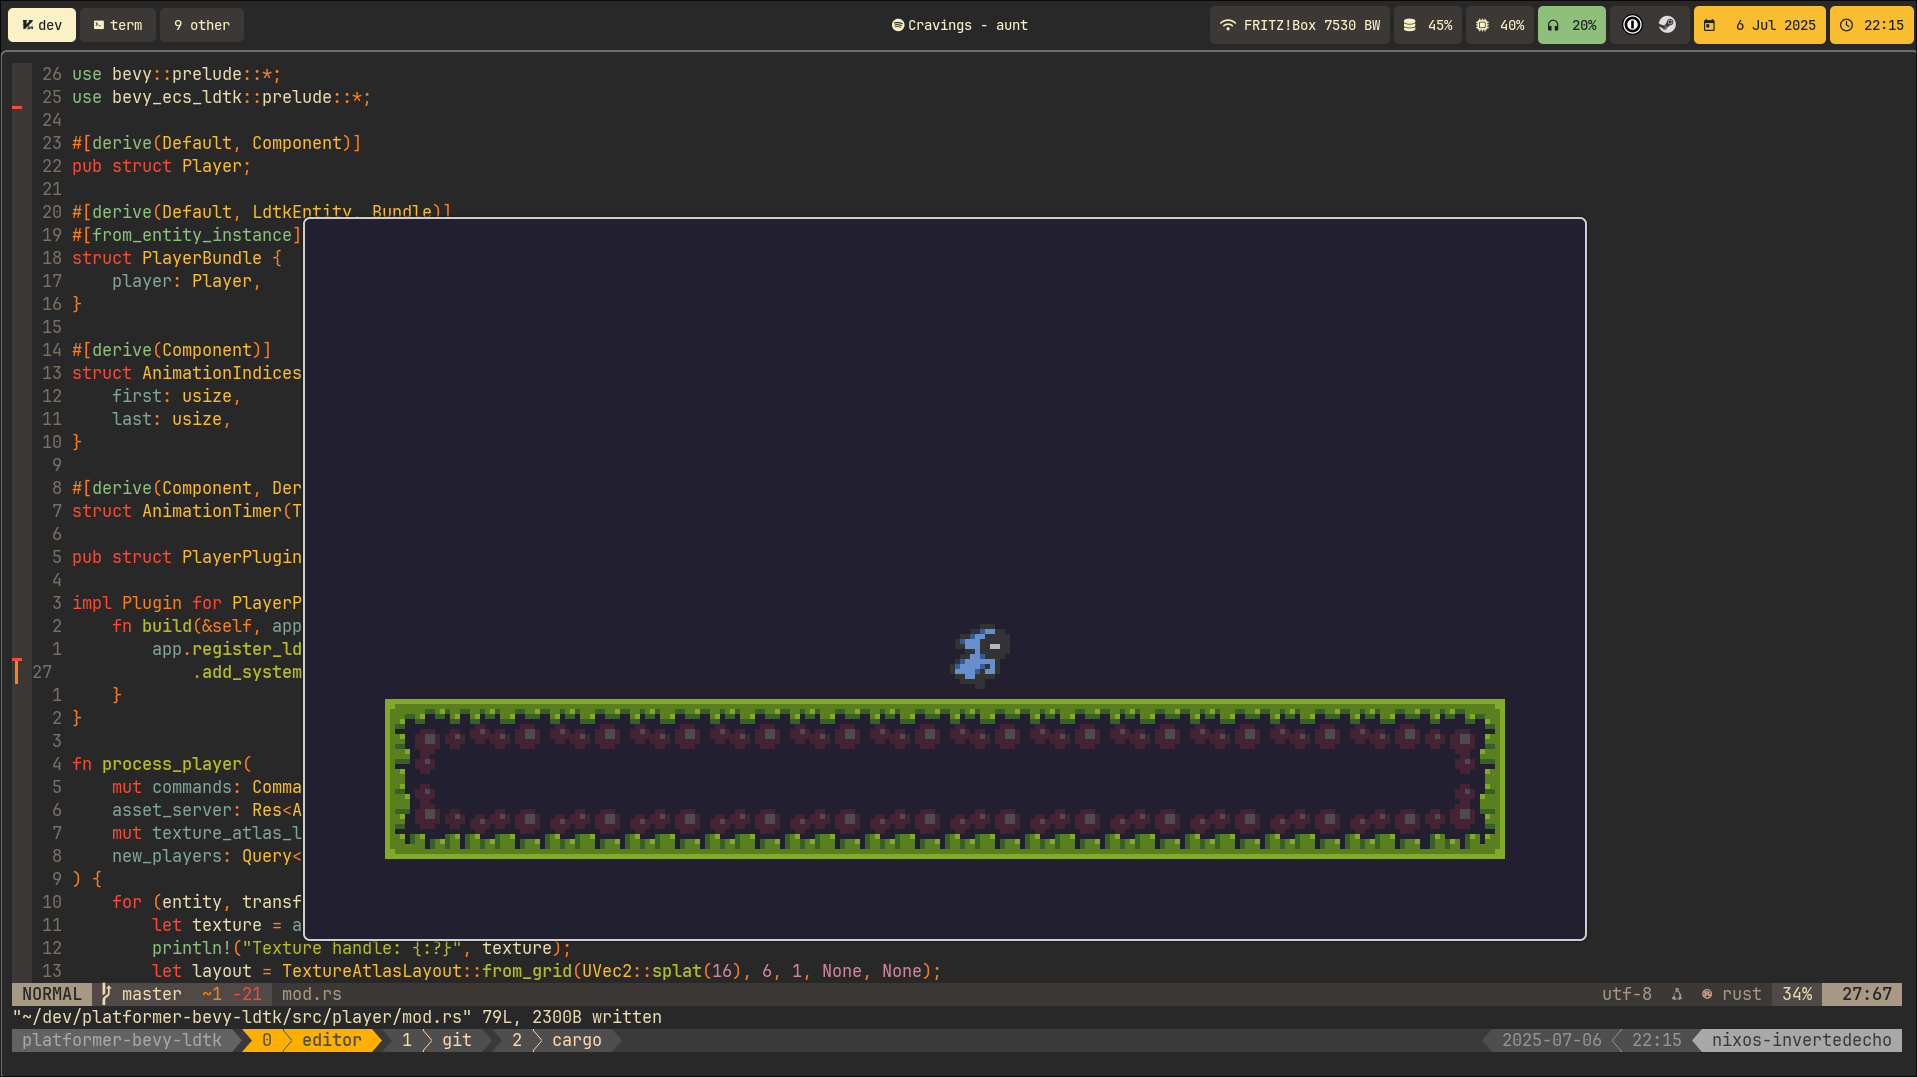 dev term 9 other Cravings - aunt FRITZ!Box 7530 BW 45% 40% 20% 6 Jul 2025 22:15
26 use bevy::prelude::*;
25 use bevy_ecs_ldtk::prelude::*;
24
23 #[derive(Default, Component)]
22 pub struct Player;
21
20 #[derive(Default, LdtkEntity, Bundle)]
19 #[from_entity_instance]
18 struct PlayerBundle {
17     player: Player,
16 }
15
14 #[derive(Component)]
13 struct AnimationIndices
12     first: usize,
11     last: usize,
10 }
9
8 #[derive(Component, Der
7 struct AnimationTimer(T
6
5 pub struct PlayerPlugin
4
3 impl Plugin for PlayerP
2     fn build(&self, app
1         app.register_ld
27             .add_system
1     }
2 }
3
4 fn process_player(
5     mut commands: Comma
6     asset_server: Res<A
7     mut texture_atlas_l
8     new_players: Query<
9 ) {
10     for (entity, transf
11         let texture = a
12         println!("Texture handle: {:?}", texture);
13         let layout = TextureAtlasLayout::from_grid(UVec2::splat(16), 6, 1, None, None);
NORMAL master ~1 -21 mod.rs utf-8 rust 34% 27:67
"~/dev/platformer-bevy-ldtk/src/player/mod.rs" 79L, 2300B written
platformer-bevy-ldtk 0 editor 1 git 2 cargo 2025-07-06 22:15 nixos-invertedecho